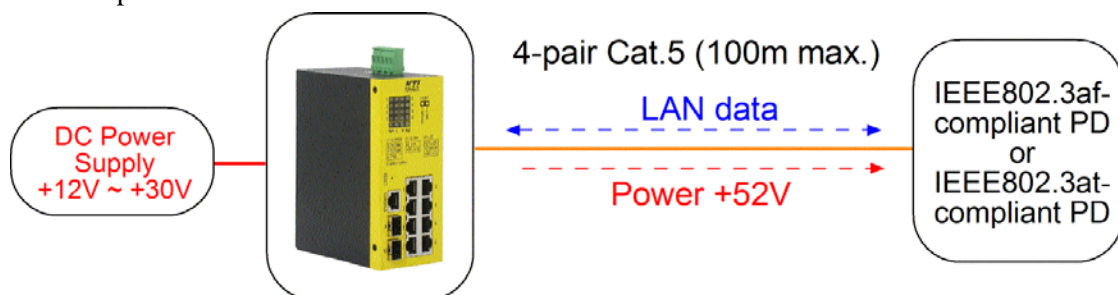 DC Power
Supply
+12V ~ +30V
KTI
4-pair Cat.5 (100m max.)
LAN data
Power +52V
IEEE802.3af-
compliant PD
or
IEEE802.3at-
compliant PD